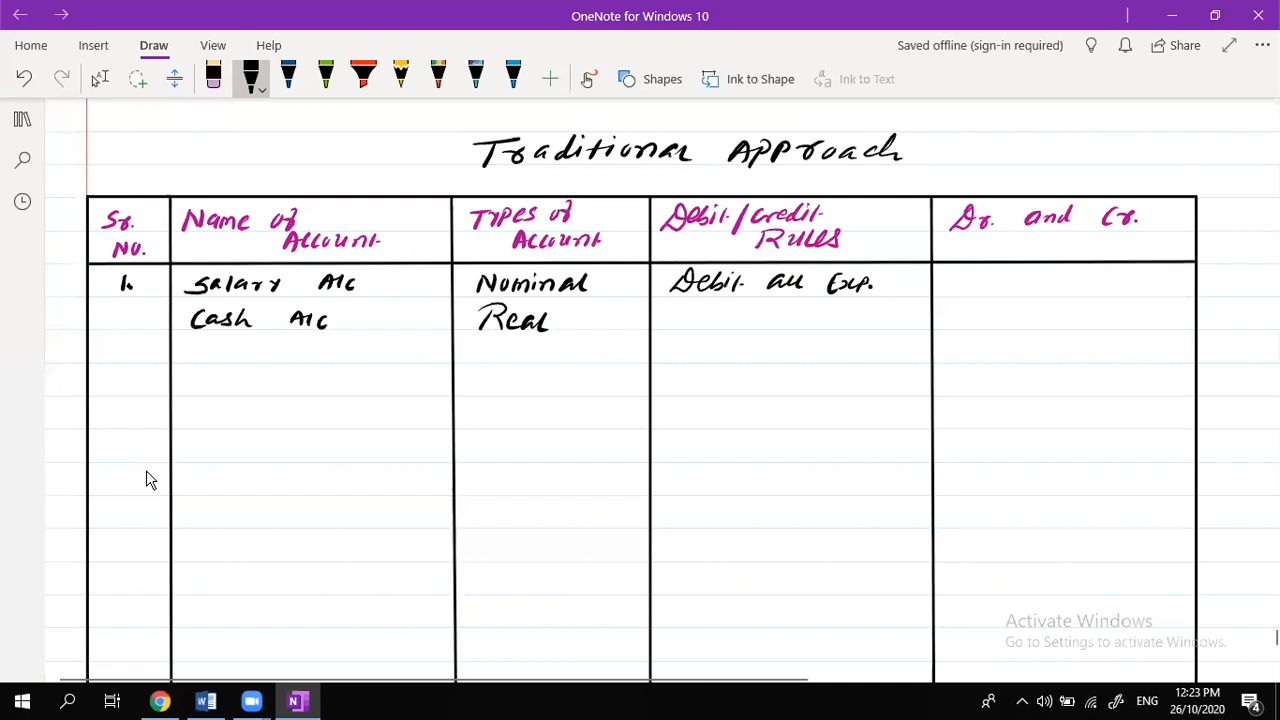 OneNote for Windows 10
Home Insert Draw View Help
Saved offline (sign-in required) Share
Shapes Ink to Shape Ink to Text
Traditional Approach
Sr. No. Name of Account Types of Account Debit/Credit Rules Dr. and Cr.
1. Salary A/c Nominal Debit all Exp.
Cash A/c Real
Activate Windows
Go to Settings to activate Windows.
ENG
12:23 PM
26/10/2020
4